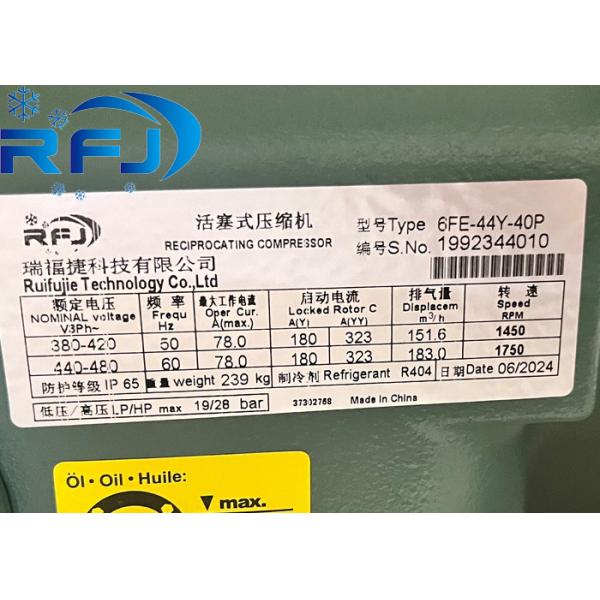 RFJ
RFJ 活塞式压缩机 型号Type 6FE-44Y-40P
RECIPROCATING COMPRESSOR 编号S.No. 1992344010
瑞福捷科技有限公司
Ruifujie Technology Co.,Ltd
额定电压 频 率 最大工作电流 启动电流 排气量 转 速
NOMINAL voltage Frequ Oper Cur. Locked Rotor C Displacem Speed
V3Ph~ Hz A(max.) A(Y) A(YY) m³/h RPM
380-420 50 78.0 180 323 151.6 1450
440-480 60 78.0 180 323 183.0 1750
防护等级 IP 65 重量 weight 239 kg 制冷剂 Refrigerant R404 日期Date 06/2024
低压/高压 LP/HP max 19/28 bar 37302768 Made in China
Öl • Oil • Huile:
max.